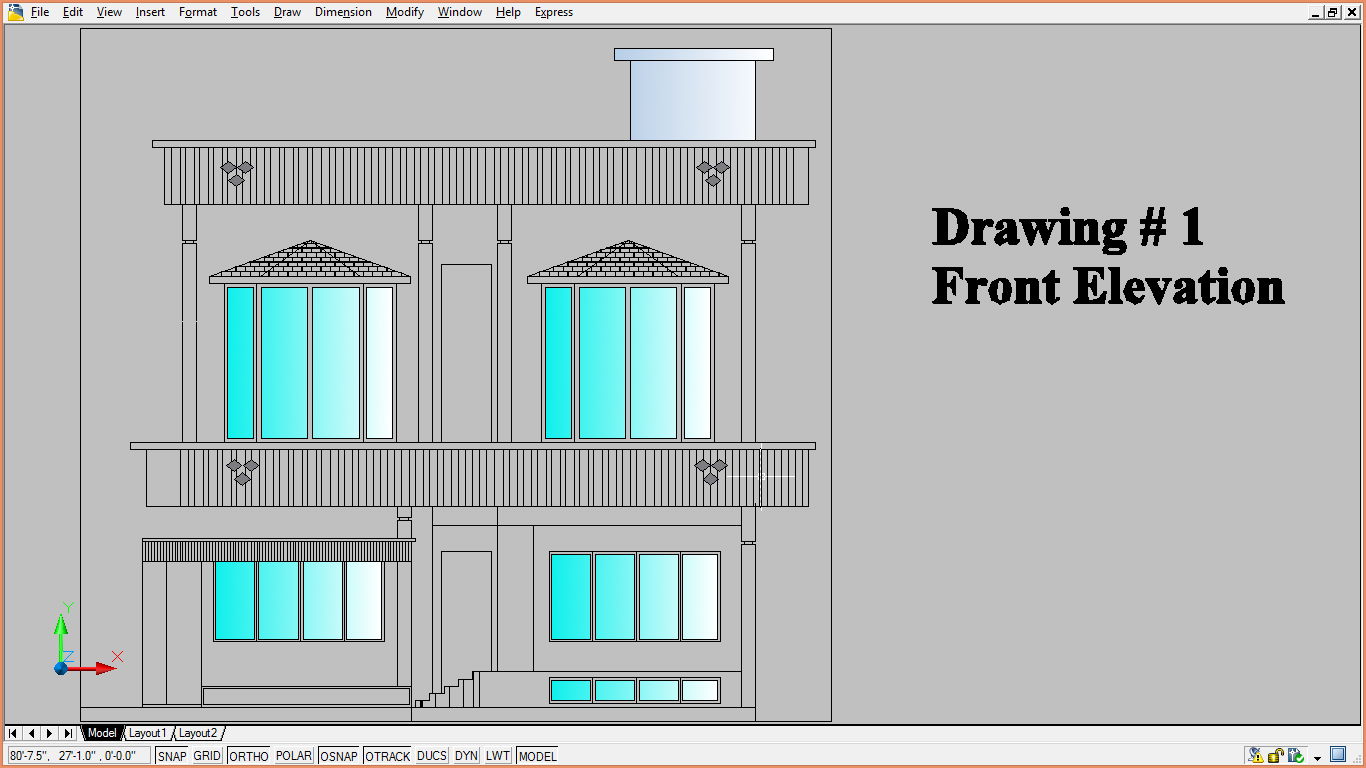 File Edit View Insert Format Tools Draw Dimension Modify Window Help Express
Drawing # 1
Front Elevation
Y
Z
X
Model Layout1 Layout2
80'-7.5", 27'-1.0" , 0'-0.0" SNAP GRID ORTHO POLAR OSNAP OTRACK DUCS DYN LWT MODEL